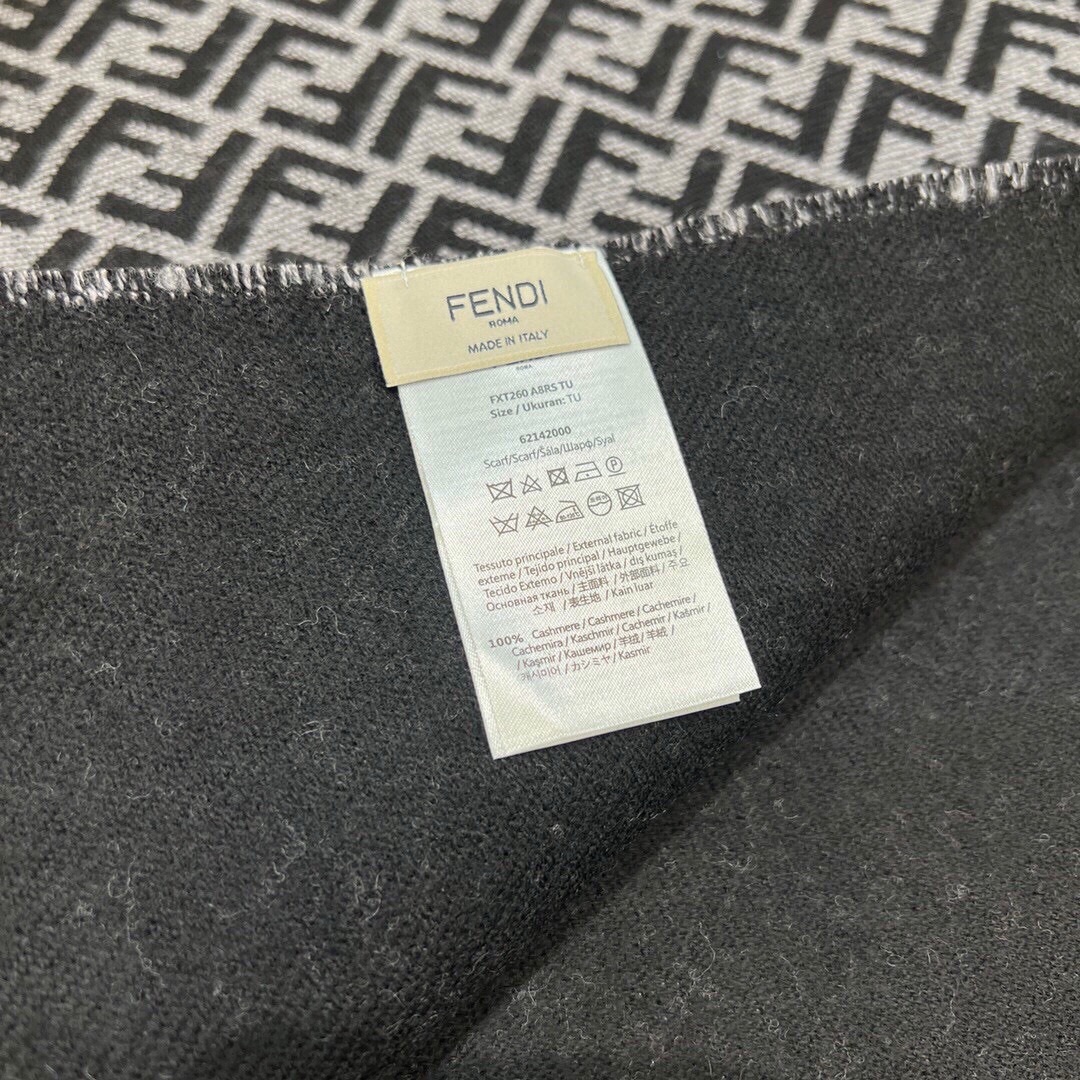 FENDI
ROMA
MADE IN ITALY
ROMA
FXT260 A8RS TU
Size / Ukuran: TU
62142000
Scarf/Scarf/Šála/Шарф/Syal
Tessuto principale / External fabric / Étoffe
externe / Tejido principal / Hauptgewebe /
Tecido Externo / Vnější látka / dış kumaş /
Основная ткань / 主面料 / 外部面料 / 주요
소재 / 表生地 / Kain luar
100% Cashmere / Cashmere / Cachemire /
Cachemira / Kaschmir / Cachemir / Kašmir /
/ Kaşmir / Кашемир / 羊绒 / 羊絨 /
캐시미어 / カシミヤ / Kasmir